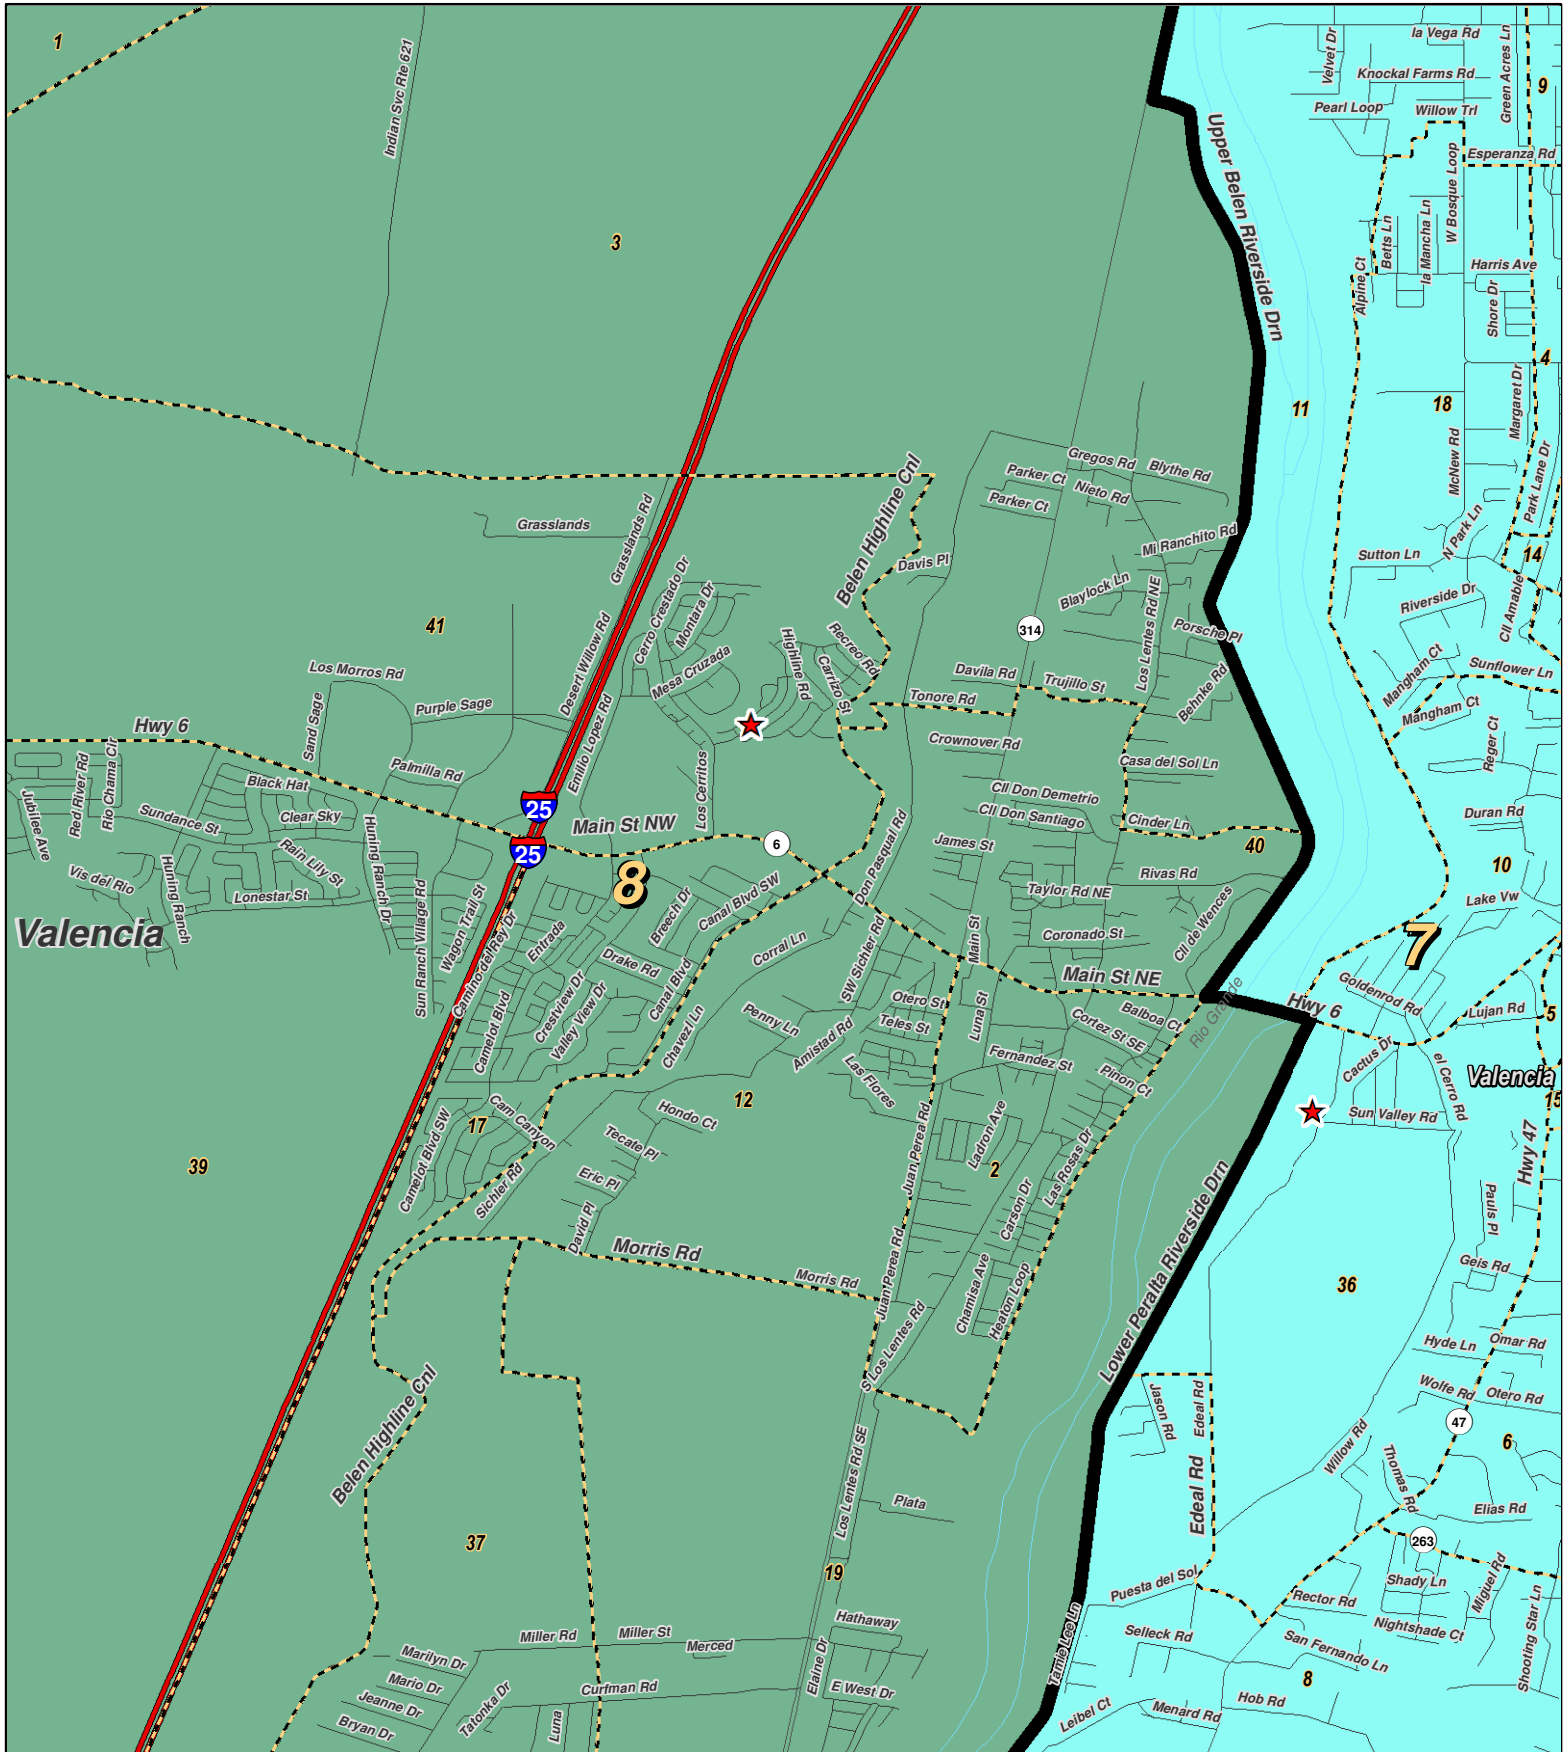 1
Indian Svc Rte 621
3
Velvet Dr
la Vega Rd
Green Acres Ln
Knockal Farms Rd
9
Pearl Loop
Willow Trl
Esperanza Rd
W Bosque Loop
Upper Belen Riverside Drn
Betts Ln
la Mancha Ln
Harris Ave
Alpine Ct
Shore Dr
4
11
18
Margaret Dr
McNew Rd
Park Lane Dr
N Park Ln
14
Sutton Ln
Riverside Dr
Cll Amable
Mangham Ct
Sunflower Ln
Mangham Ct
Reger Ct
Duran Rd
10
Lake Vw
7
Gregos Rd
Blythe Rd
Parker Ct
Nieto Rd
Parker Ct
Belen Highline Cnl
Grasslands
Grasslands Rd
Mi Ranchito Rd
Davis Pl
Blaylock Ln
Los Lentes Rd NE
314
Porsche Pl
Cerro Crestado Dr
Montara Dr
Desert Willow Rd
41
Highline Rd
Recreo Rd
Carrizo St
Mesa Cruzada
Davila Rd
Trujillo St
Behnke Rd
Los Morros Rd
Tonore Rd
Purple Sage
Sand Sage
Emilio Lopez Rd
Hwy 6
Crownover Rd
Casa del Sol Ln
Red River Rd
Rio Chama Cir
Palmilla Rd
Black Hat
Los Cerritos
Cll Don Demetrio
Jubilee Ave
Sundance St
Clear Sky
25
Main St NW
Cll Don Santiago
Cinder Ln
6
James St
40
25
Huning Ranch Dr
Rain Lily St
Don Pasqual Rd
Rivas Rd
Vis del Rio
Huning Ranch
Lonestar St
8
Taylor Rd NE
Canal Blvd SW
Breech Dr
Valencia
Sun Ranch Village Rd
Wagon Trail St
Camino del Rey Dr
Entrada
Drake Rd
Corral Ln
SW Sichler Rd
Main St
Coronado St
Cll de Wences
Main St NE
Canal Blvd
Crestview Dr
Valley View Dr
Camelot Blvd
Chavez Ln
Penny Ln
Amistad Rd
Otero St
Teles St
Luna St
Balboa Ct
Cortez St SE
Rio Grande
Hwy 6
Goldenrod Rd
Lujan Rd
5
Cactus Dr
el Cerro Rd
Valencia
15
Sun Valley Rd
Hwy 47
Las Flores
Fernandez St
Piron Ct
12
Hondo Ct
Cam Canyon
17
Tecate Pl
Camelot Blvd SW
Sichler Rd
Eric Pl
David Pl
39
Juan Perea Rd
Ladron Ave
2
Las Rosas Dr
Carson Dr
Lower Peralta Riverside Drn
Pauls Pl
Geis Rd
36
Morris Rd
Morris Rd
Juan Perea Rd
Chamisa Ave
Heaton Loop
S Los Lentes Rd
Hyde Ln
Omar Rd
Wolfe Rd
Otero Rd
47
6
Belen Highline Cnl
Jason Rd
Edeal Rd
Edeal Rd
Willow Rd
Thomas Rd
Elias Rd
263
Los Lentes Rd SE
Plata
37
19
Puesta del Sol
Rector Rd
Shady Ln
Miguel Rd
Nightshade Ct
Shooting Star Ln
Hathaway
Selleck Rd
San Fernando Ln
Tamie Lee Ln
8
Miller Rd
Miller St
Merced
Marilyn Dr
Mario Dr
Jeanne Dr
Bryan Dr
Tatonka Dr
Luna
Curfman Rd
Elaine Dr
E West Dr
Leibel Ct
Menard Rd
Hob Rd